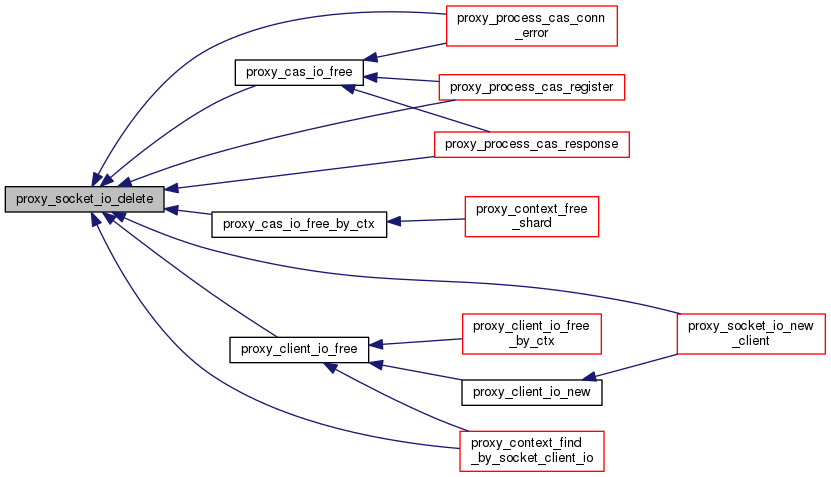 proxy_process_cas_conn
_error
proxy_cas_io_free
proxy_process_cas_register
proxy_process_cas_response
proxy_socket_io_delete
proxy_cas_io_free_by_ctx
proxy_context_free
_shard
proxy_socket_io_new
_client
proxy_client_io_free
proxy_client_io_free
_by_ctx
proxy_client_io_new
proxy_context_find
_by_socket_client_io